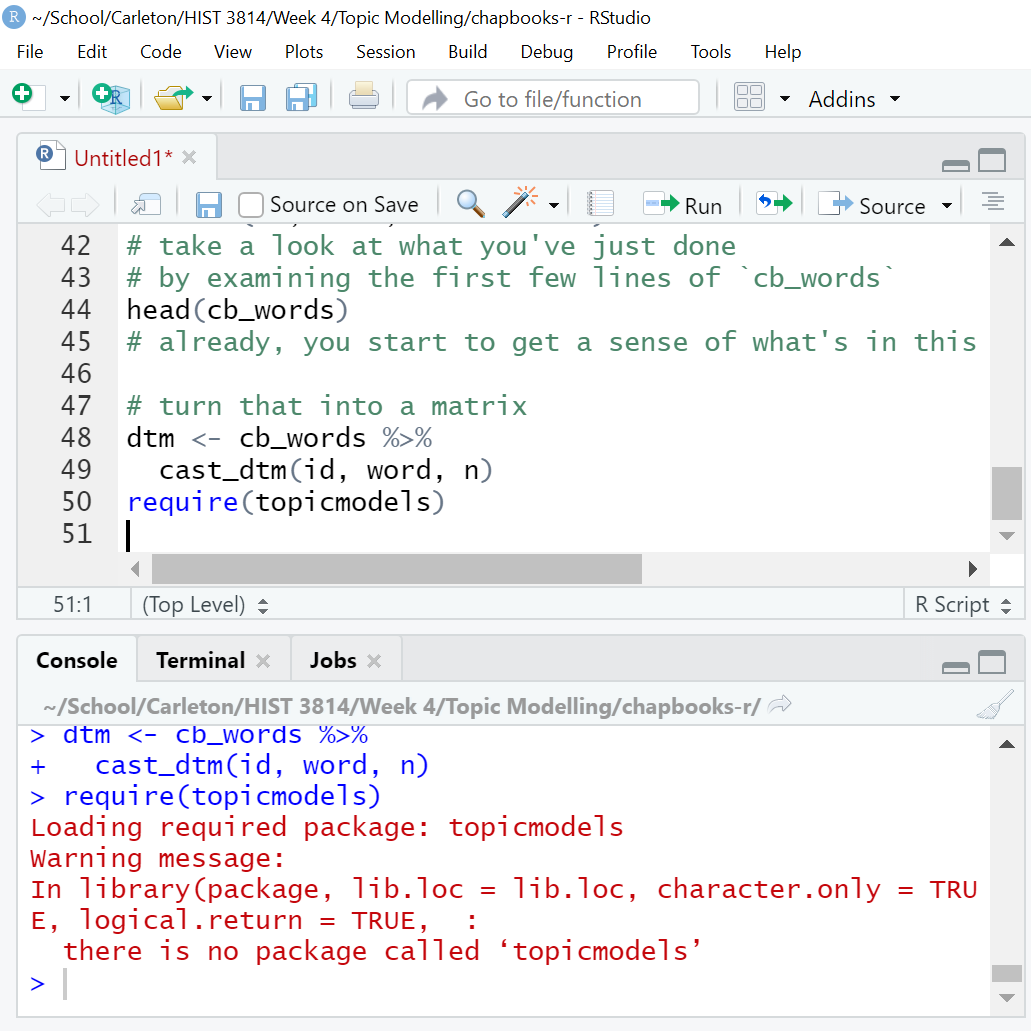 R ~/School/Carleton/HIST 3814/Week 4/Topic Modelling/chapbooks-r - RStudio
File Edit Code View Plots Session Build Debug Profile Tools Help
Go to file/function Addins
Untitled1*
Source on Save Run Source
42 # take a look at what you've just done
43 # by examining the first few lines of `cb_words`
44 head(cb_words)
45 # already, you start to get a sense of what's in this
46
47 # turn that into a matrix
48 dtm <- cb_words %>%
49   cast_dtm(id, word, n)
50 require(topicmodels)
51
51:1 (Top Level) R Script
Console Terminal Jobs
~/School/Carleton/HIST 3814/Week 4/Topic Modelling/chapbooks-r/
> dtm <- cb_words %>%
+   cast_dtm(id, word, n)
> require(topicmodels)
Loading required package: topicmodels
Warning message:
In library(package, lib.loc = lib.loc, character.only = TRU
E, logical.return = TRUE,  :
  there is no package called ‘topicmodels’
>